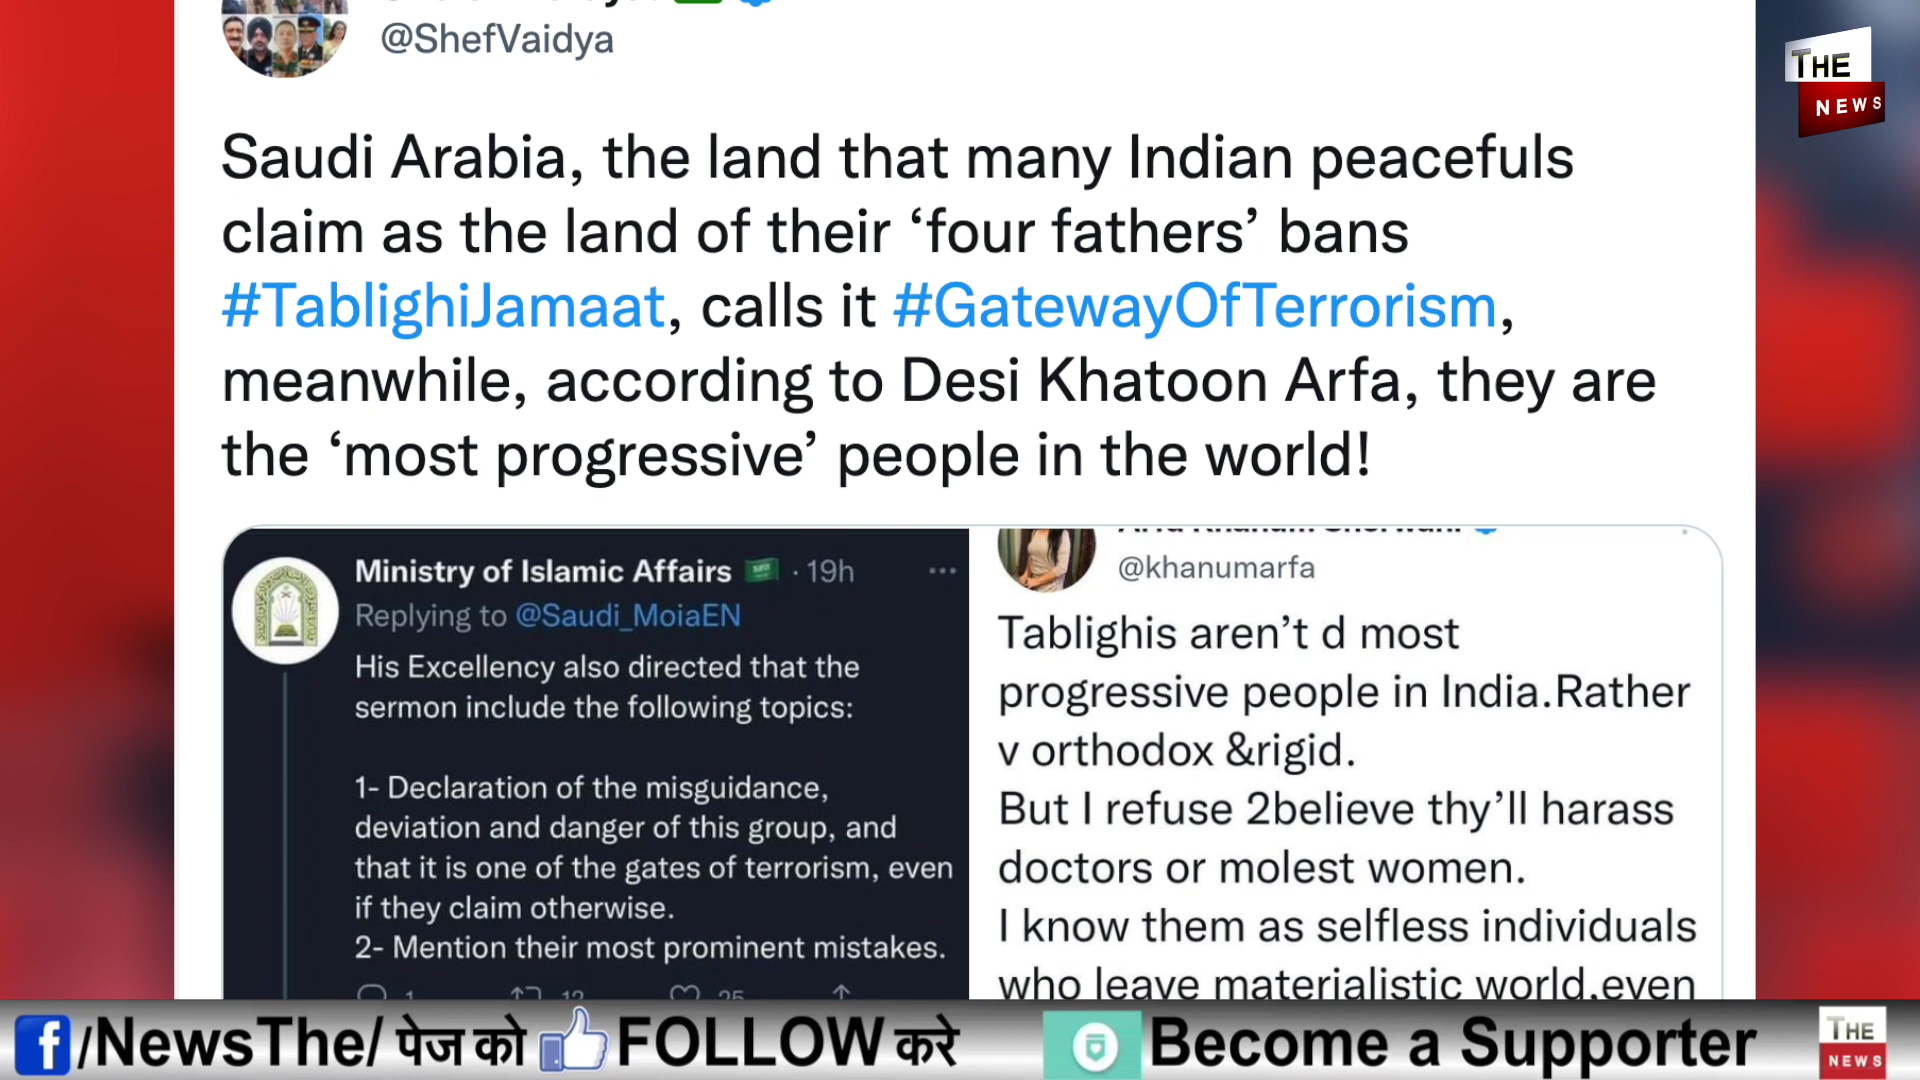 @ShefVaidya
THE
NEWS
Saudi Arabia, the land that many Indian peacefuls
claim as the land of their ‘four fathers’ bans
#TablighiJamaat, calls it #GatewayOfTerrorism,
meanwhile, according to Desi Khatoon Arfa, they are
the ‘most progressive’ people in the world!
Ministry of Islamic Affairs · 19h
Replying to @Saudi_MoiaEN
His Excellency also directed that the
sermon include the following topics:
1- Declaration of the misguidance,
deviation and danger of this group, and
that it is one of the gates of terrorism, even
if they claim otherwise.
2- Mention their most prominent mistakes.
@khanumarfa
Tablighis aren’t d most
progressive people in India.Rather
v orthodox &rigid.
But I refuse 2believe thy’ll harass
doctors or molest women.
I know them as selfless individuals
who leave materialistic world,even
f/NewsThe/ पेज को FOLLOW करे
Become a Supporter
THE
NEWS